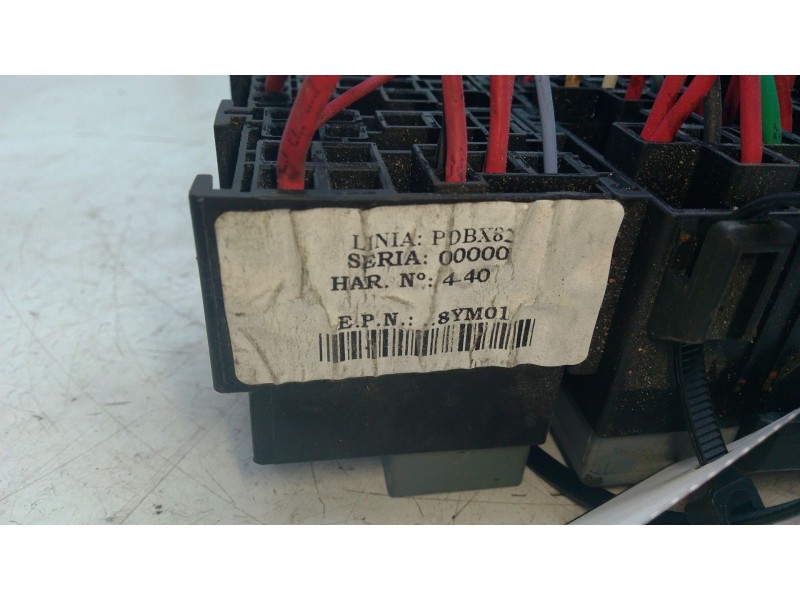 LINIA: PDBX62
SERIA: 00000
HAR. Nº: 4-40
E.P.N.: .8YM01